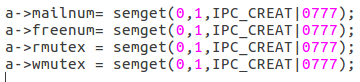 a->mailnum= semget(0,1,IPC_CREAT|0777);
a->freenum= semget(0,1,IPC_CREAT|0777);
a->rmutex = semget(0,1,IPC_CREAT|0777);
a->wmutex = semget(0,1,IPC_CREAT|0777);